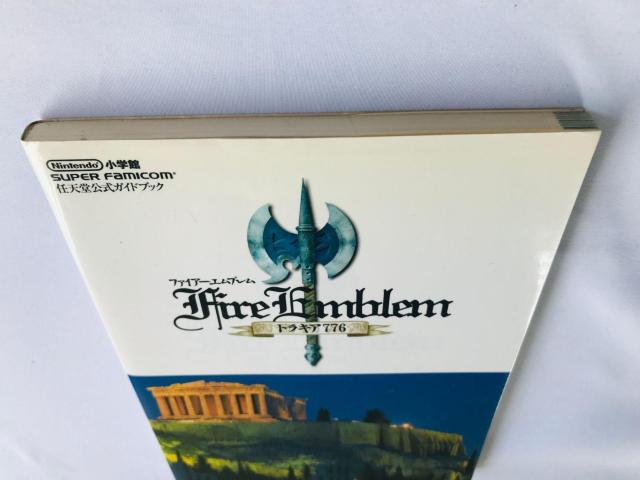 Nintendo 小学館
SUPER FAMICOM
任天堂公式ガイドブック
ファイアーエムブレム
Fire Emblem
トラキア776